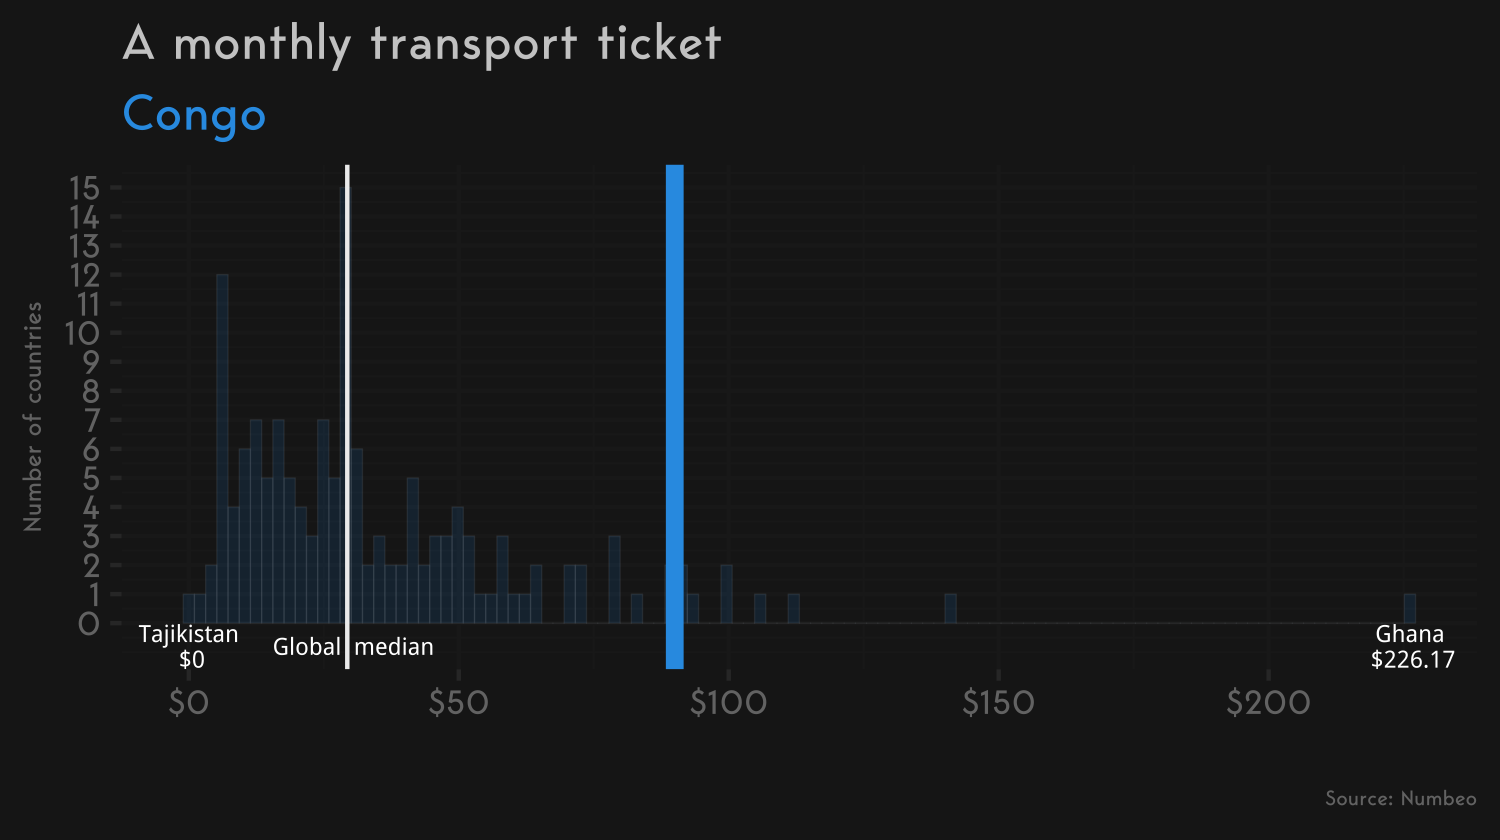 A monthly transport ticket
Congo
Number of countries
15
14
13
12
11
10
9
8
7
6
5
4
3
2
1
0
Tajikistan
$0
Global median
Ghana
$226.17
$0 $50 $100 $150 $200
Source: Numbeo